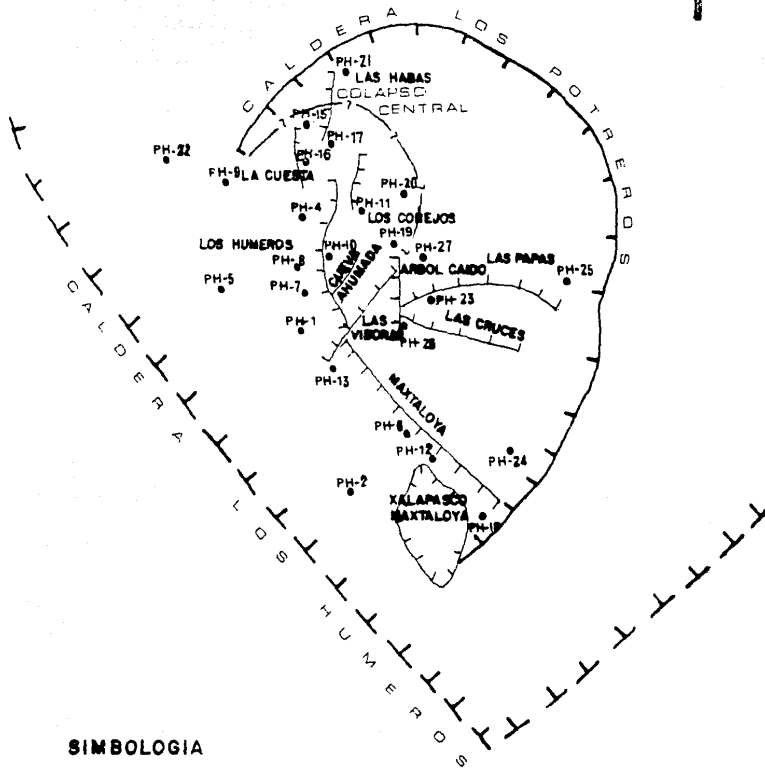 CALDERA LOS POTREROS
PH-21
LAS HABAS
COLAPSO
CENTRAL
?
?
PH-15
PH-17
PH-22
PH-16
PH-9 LA CUESTA
PH-20
PH-11
PH-4
LOS CONEJOS
PH-19
LOS HUMEROS
PH-10
PH-27
PH-8
CUEVA
AHUMADA
ARBOL CAIDO
LAS PAPAS
PH-25
PH-5
PH-7
PH-23
PH-1
LAS
VIBORAS
LAS CRUCES
PH-13
MAXTALOYA
PH-6
PH-12
PH-24
PH-2
XALAPASCO
MAXTALOYA
CALDERA LOS HUMEROS
SIMBOLOGIA